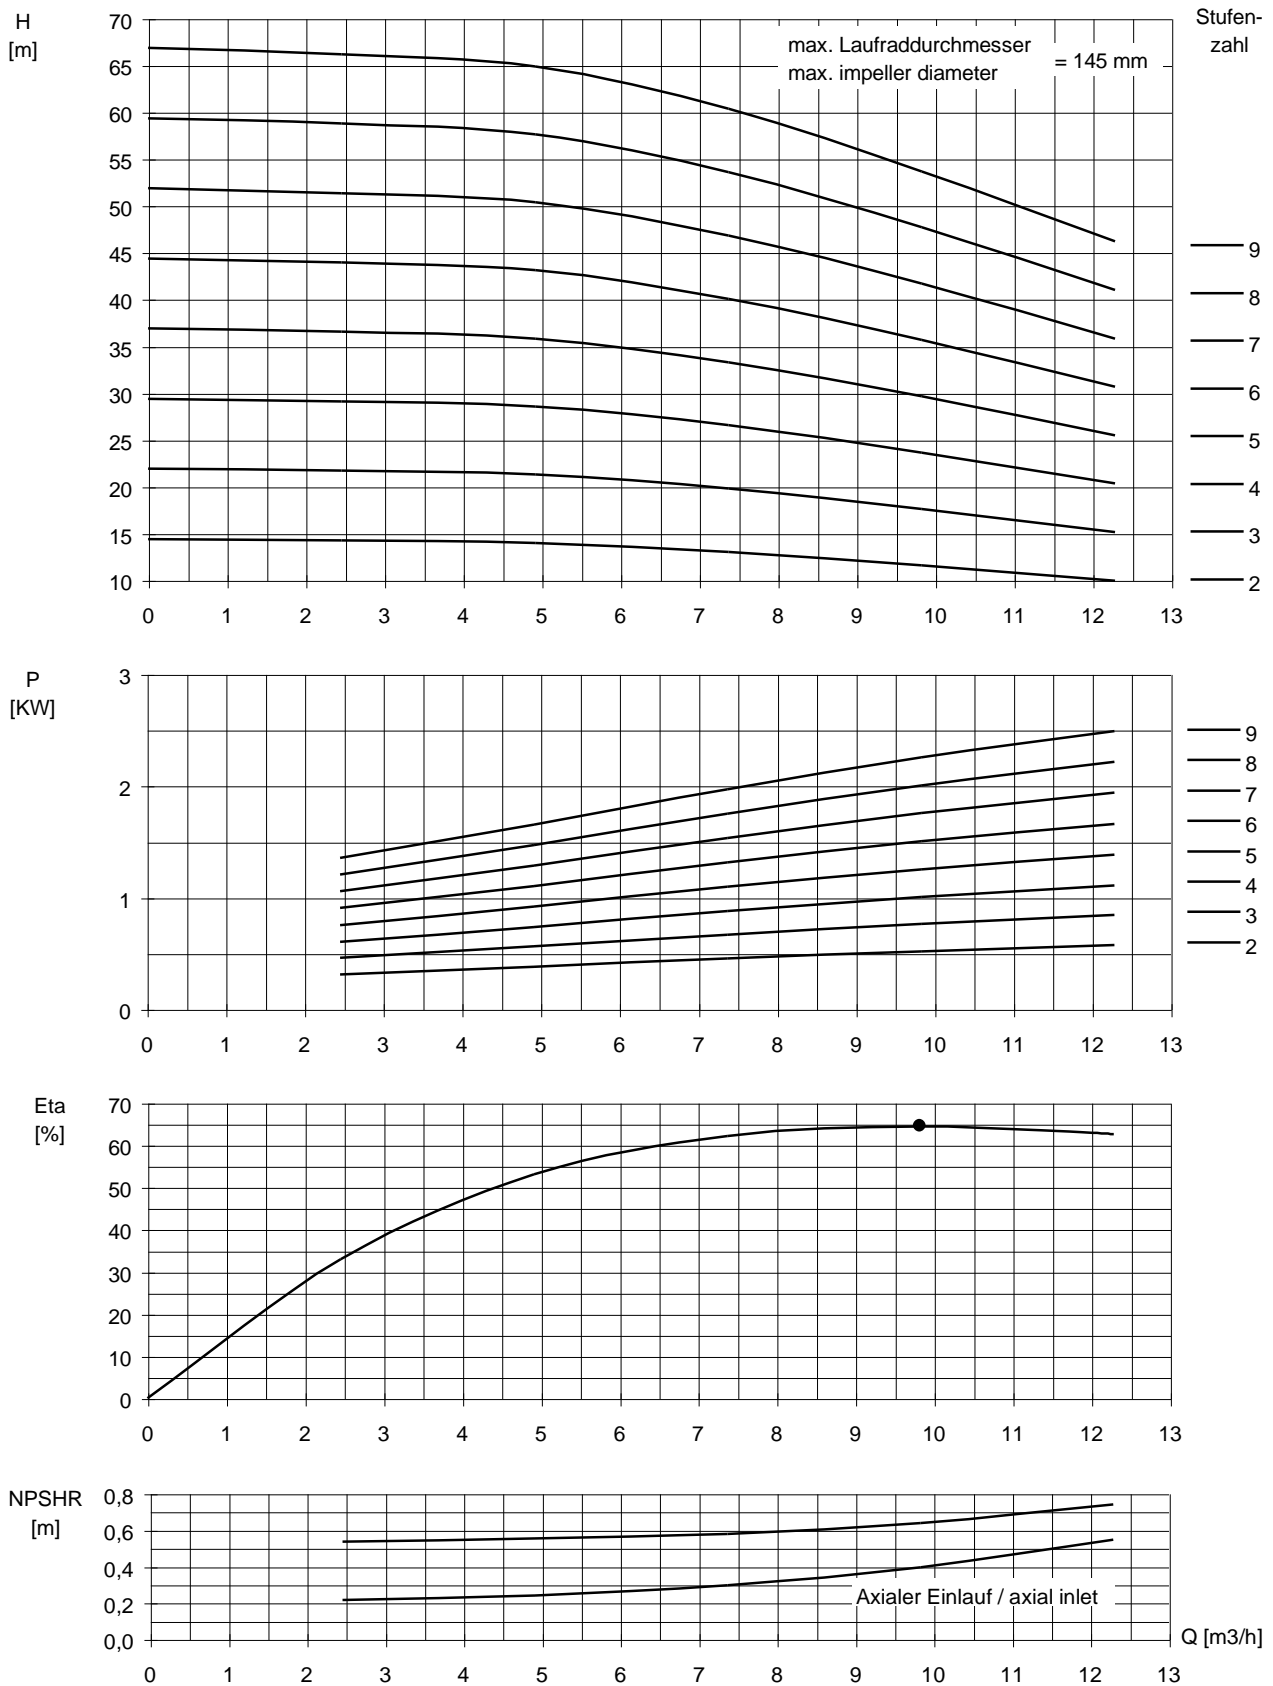 H
[m]
70
65
60
55
50
45
40
35
30
25
20
15
10
max. Laufraddurchmesser
max. impeller diameter
= 145 mm
Stufen-
zahl
9
8
7
6
5
4
3
2
0 1 2 3 4 5 6 7 8 9 10 11 12 13
P
[KW]
3
2
1
0
9
8
7
6
5
4
3
2
0 1 2 3 4 5 6 7 8 9 10 11 12 13
Eta
[%]
70
60
50
40
30
20
10
0
0 1 2 3 4 5 6 7 8 9 10 11 12 13
NPSHR
[m]
0,8
0,6
0,4
0,2
0,0
Axialer Einlauf / axial inlet
Q [m3/h]
0 1 2 3 4 5 6 7 8 9 10 11 12 13